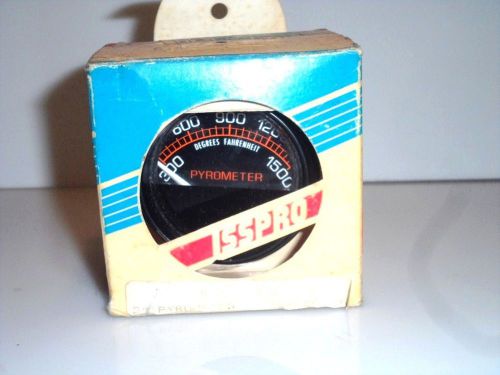 600 900 120
300 1500
DEGREES FAHRENHEIT
PYROMETER
ISSPRO